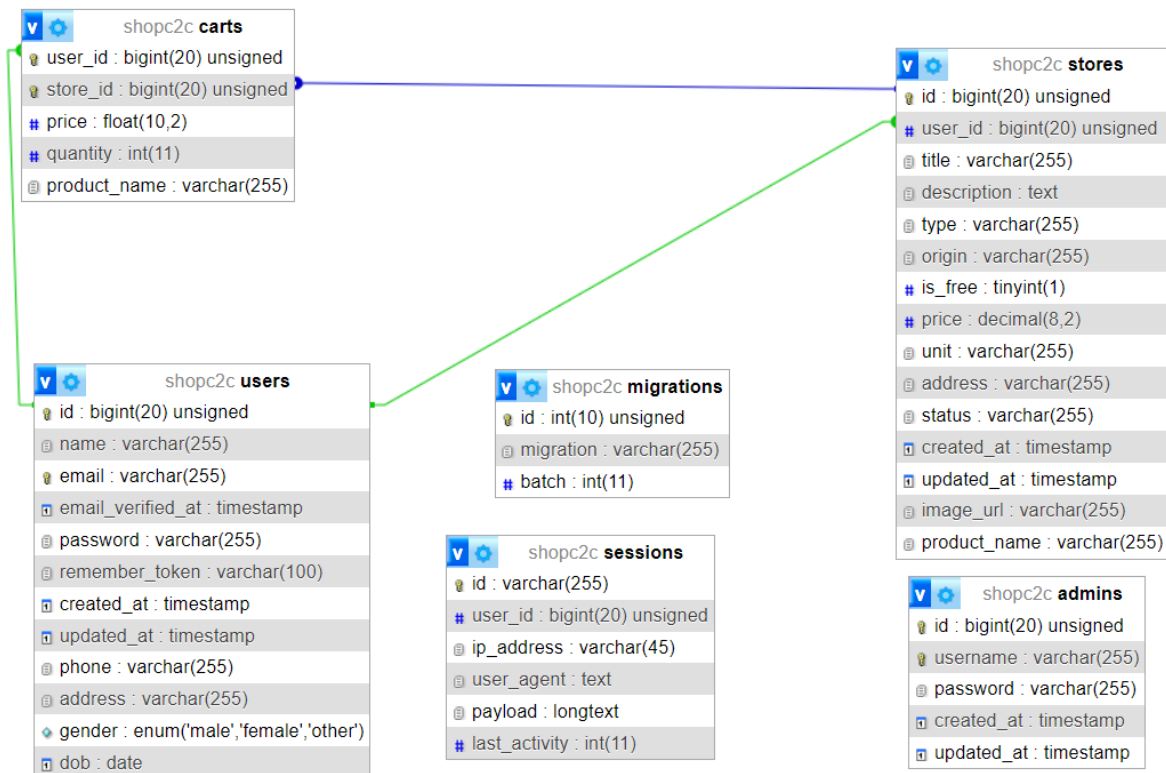 shopc2c carts
user_id : bigint(20) unsigned
store_id : bigint(20) unsigned
# price : float(10,2)
# quantity : int(11)
product_name : varchar(255)
shopc2c stores
id : bigint(20) unsigned
# user_id : bigint(20) unsigned
title : varchar(255)
description : text
type : varchar(255)
origin : varchar(255)
# is_free : tinyint(1)
# price : decimal(8,2)
unit : varchar(255)
address : varchar(255)
status : varchar(255)
created_at : timestamp
updated_at : timestamp
image_url : varchar(255)
product_name : varchar(255)
shopc2c users
id : bigint(20) unsigned
name : varchar(255)
email : varchar(255)
email_verified_at : timestamp
password : varchar(255)
remember_token : varchar(100)
created_at : timestamp
updated_at : timestamp
phone : varchar(255)
address : varchar(255)
gender : enum('male','female','other')
dob : date
shopc2c migrations
id : int(10) unsigned
migration : varchar(255)
# batch : int(11)
shopc2c sessions
id : varchar(255)
# user_id : bigint(20) unsigned
ip_address : varchar(45)
user_agent : text
payload : longtext
# last_activity : int(11)
shopc2c admins
id : bigint(20) unsigned
username : varchar(255)
password : varchar(255)
created_at : timestamp
updated_at : timestamp